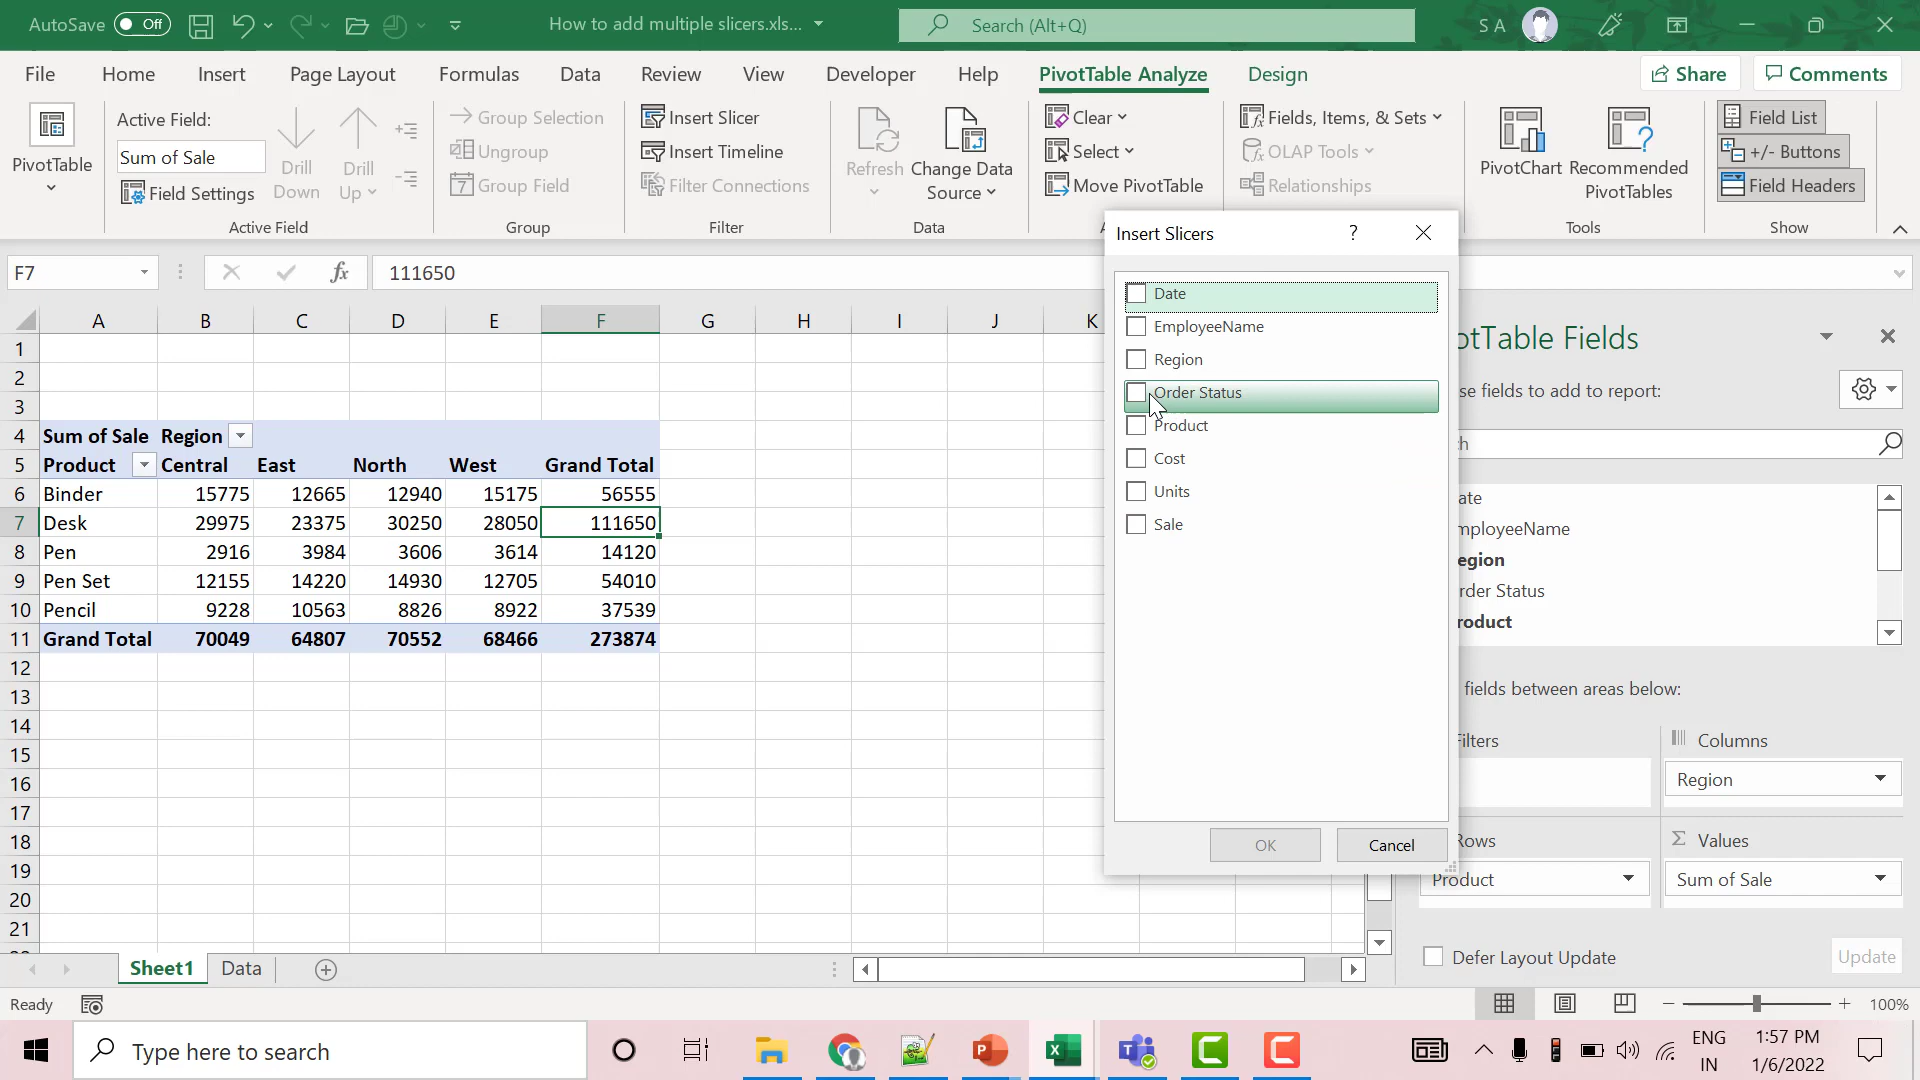 AutoSave Off How to add multiple slicers.xls... Search (Alt+Q) S A
File Home Insert Page Layout Formulas Data Review View Developer Help PivotTable Analyze Design Share Comments
PivotTable
Active Field:
Sum of Sale
Field Settings
Drill Down
Drill Up
Active Field
Group Selection
Ungroup
Group Field
Group
Insert Slicer
Insert Timeline
Filter Connections
Filter
Refresh
Change Data Source
Data
Clear
Select
Move PivotTable
Fields, Items, & Sets
OLAP Tools
Relationships
PivotChart
Recommended PivotTables
Tools
Field List
+/- Buttons
Field Headers
Show
F7 fx 111650
A B C D E F G H I J K
1
2
3
4 Sum of Sale Region
5 Product Central East North West Grand Total
6 Binder 15775 12665 12940 15175 56555
7 Desk 29975 23375 30250 28050 111650
8 Pen 2916 3984 3606 3614 14120
9 Pen Set 12155 14220 14930 12705 54010
10 Pencil 9228 10563 8826 8922 37539
11 Grand Total 70049 64807 70552 68466 273874
12
13
14
15
16
17
18
19
20
21
Insert Slicers ?
Date
EmployeeName
Region
Order Status
Product
Cost
Units
Sale
OK Cancel
otTable Fields
se fields to add to report:
h
ate
mployeeName
egion
rder Status
roduct
fields between areas below:
Filters
Columns
Region
Rows
Product
Σ Values
Sum of Sale
Defer Layout Update Update
Sheet1 Data
Ready 100%
Type here to search
ENG
IN
1:57 PM
1/6/2022